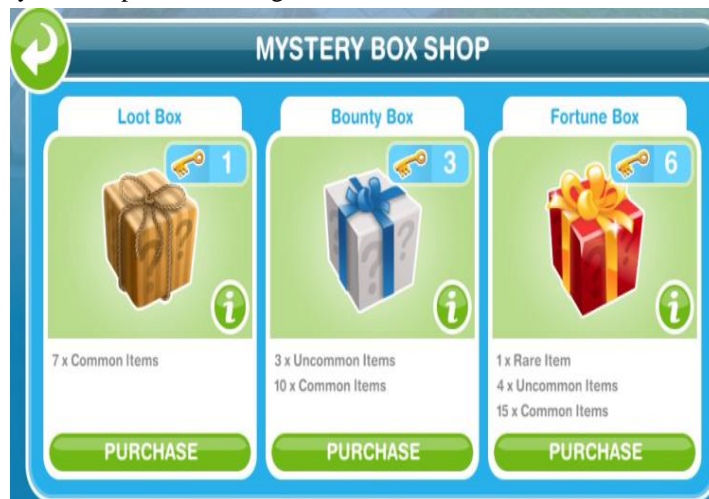 MYSTERY BOX SHOP
Loot Box
1
7 x Common Items
PURCHASE
Bounty Box
3
3 x Uncommon Items
10 x Common Items
PURCHASE
Fortune Box
6
1 x Rare Item
4 x Uncommon Items
15 x Common Items
PURCHASE